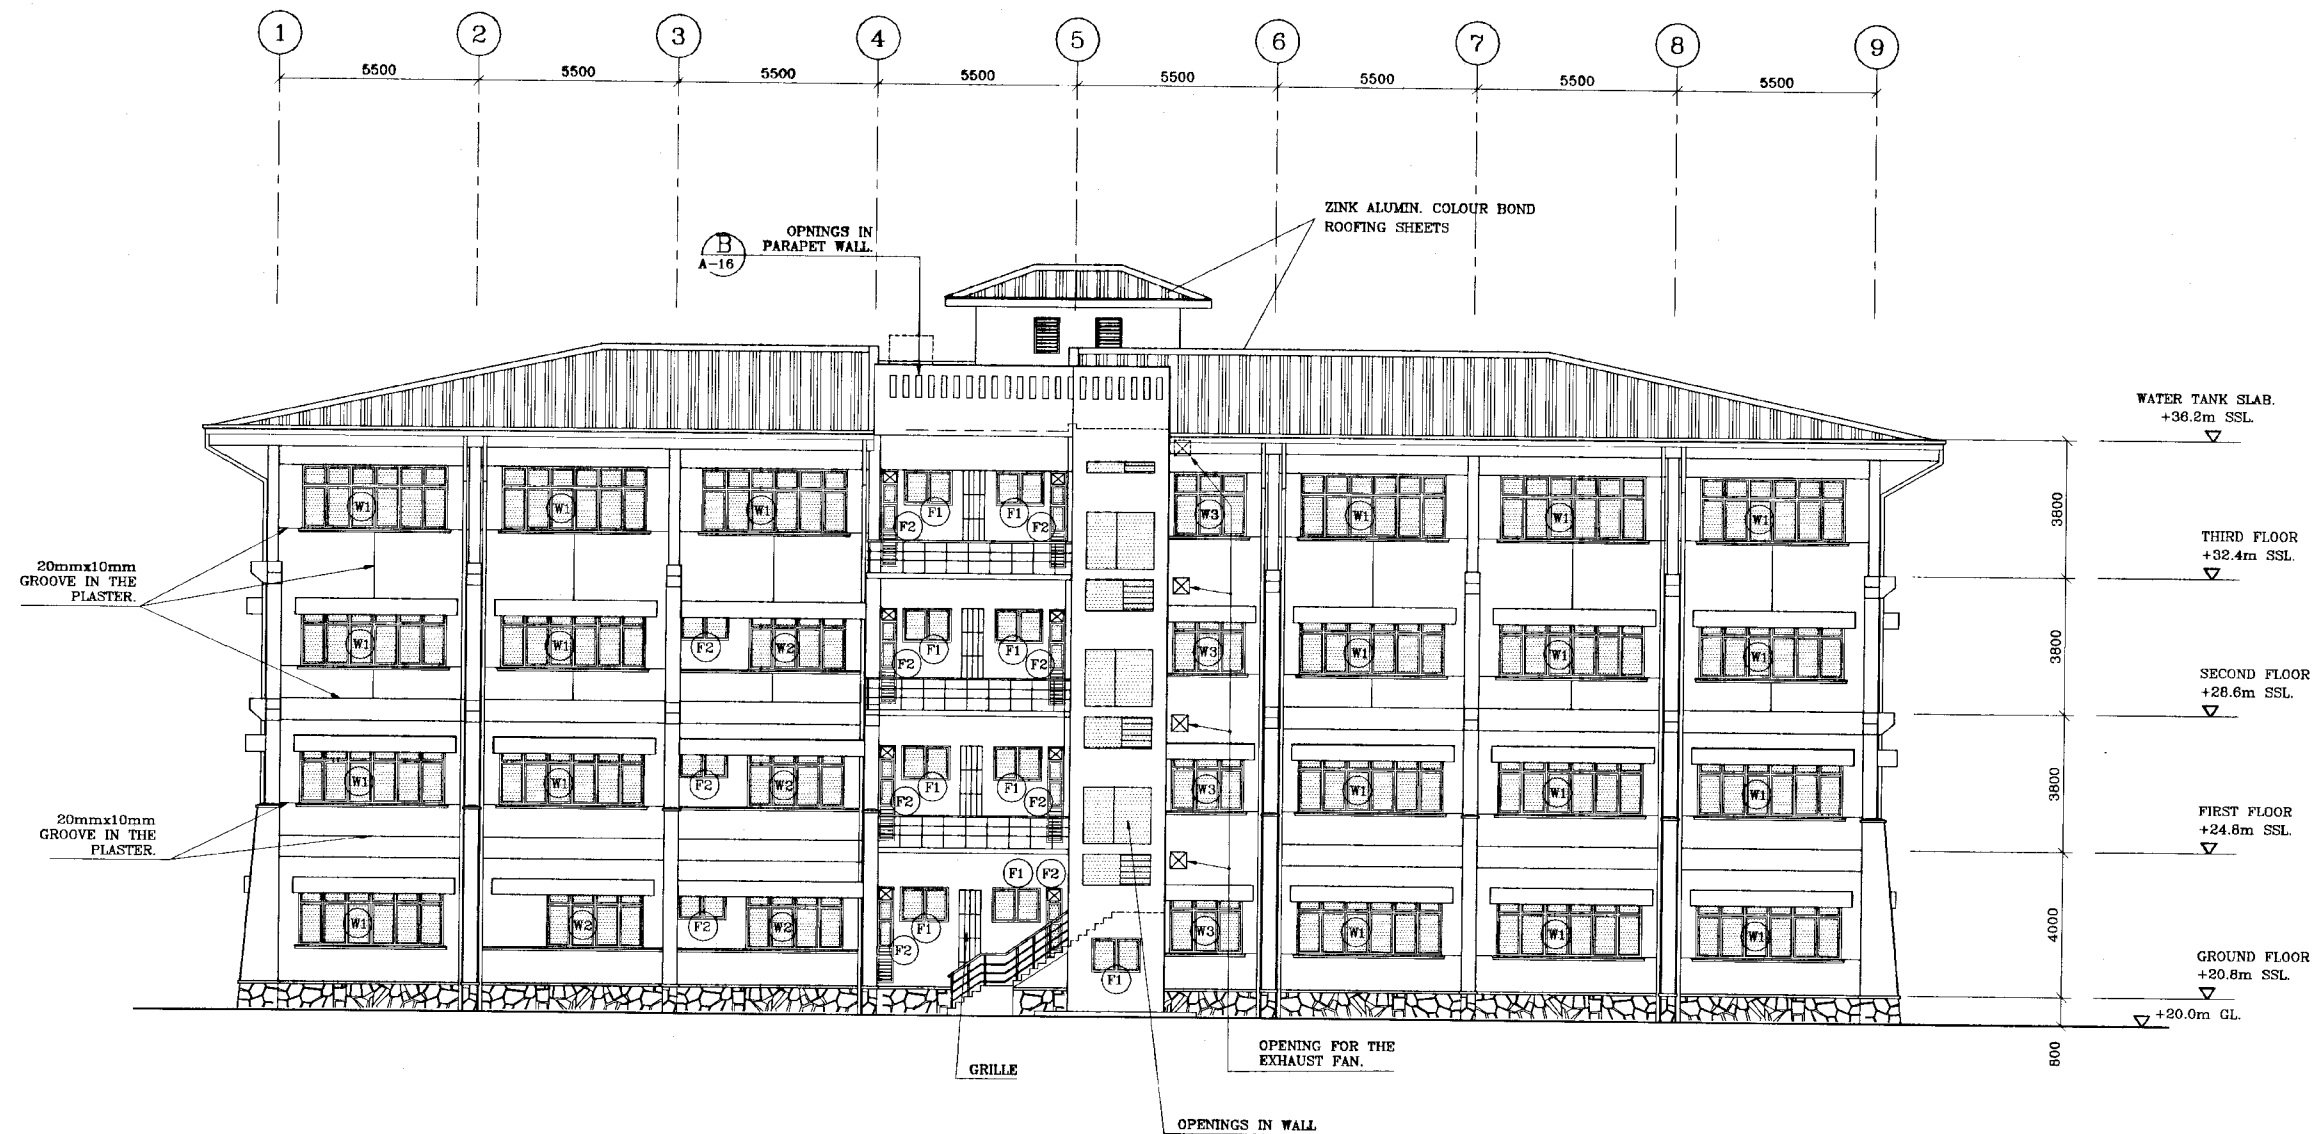 1 2 3 4 5 6 7 8 9
5500 5500 5500 5500 5500 5500 5500 5500
ZINK ALUMIN. COLOUR BOND
ROOFING SHEETS
B
A-16
OPNINGS IN
PARAPET WALL.
WATER TANK SLAB.
+36.2m SSL.
W1 W1 W1 F2 F1 F1 F2 W3 W1 W1 W1
3800
THIRD FLOOR
+32.4m SSL.
20mmx10mm
GROOVE IN THE
PLASTER.
W1 W1 F2 W2 F2 F1 F1 F2 W3 W1 W1 W1
3800
SECOND FLOOR
+28.6m SSL.
W1 W1 F2 W2 F2 F1 F1 F2 W3 W1 W1 W1
3800
FIRST FLOOR
+24.8m SSL.
20mmx10mm
GROOVE IN THE
PLASTER.
F1 F2
W1 W2 F2 W2 F2 F1 W3 W1 W1 W1
F1
4000
GROUND FLOOR
+20.8m SSL.
+20.0m GL.
800
GRILLE
OPENING FOR THE
EXHAUST FAN.
OPENINGS IN WALL